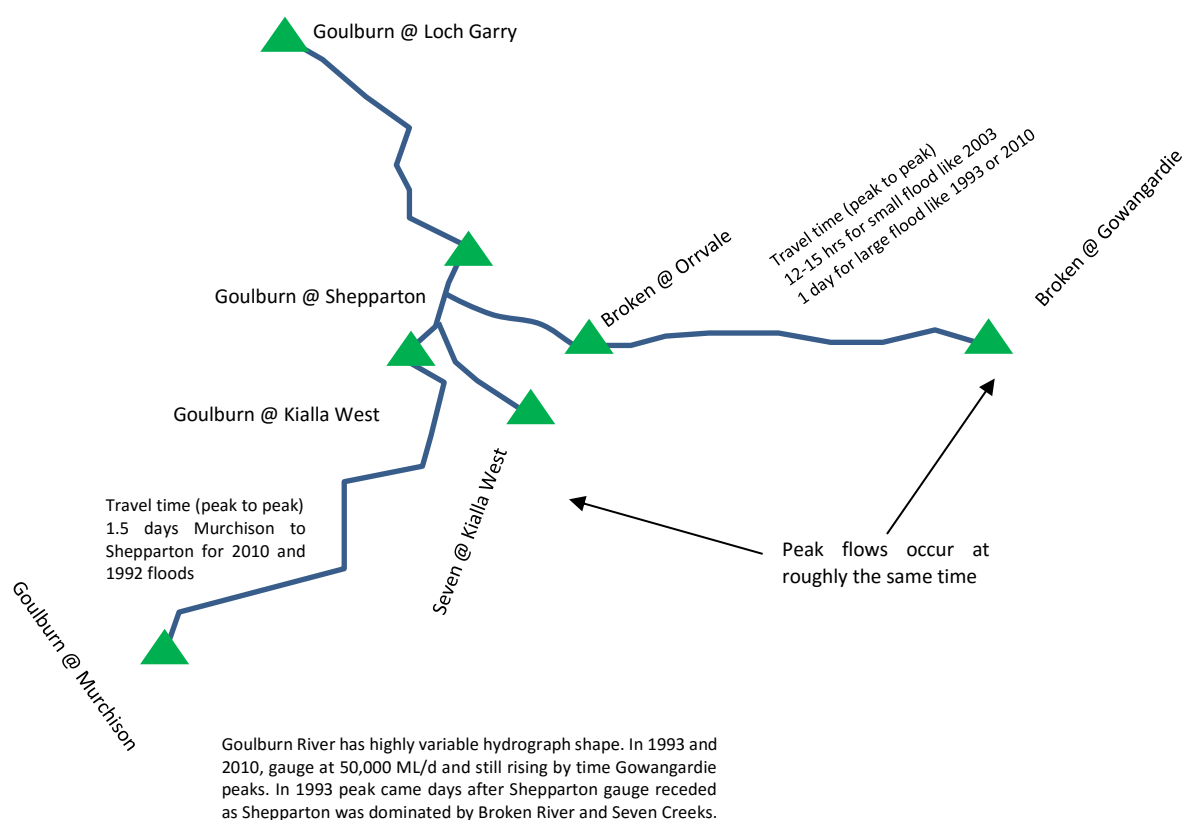 Goulburn @ Loch Garry
Travel time (peak to peak)
12-15 hrs for small flood like 2003
1 day for large flood like 1993 or 2010
Broken @ Gowangardie
Broken @ Orrvale
Goulburn @ Shepparton
Goulburn @ Kialla West
Seven @ Kialla West
Travel time (peak to peak)
1.5 days Murchison to
Shepparton for 2010 and
1992 floods
Peak flows occur at
roughly the same time
Goulburn @ Murchison
Goulburn River has highly variable hydrograph shape. In 1993 and
2010, gauge at 50,000 ML/d and still rising by time Gowangardie
peaks. In 1993 peak came days after Shepparton gauge receded
as Shepparton was dominated by Broken River and Seven Creeks.